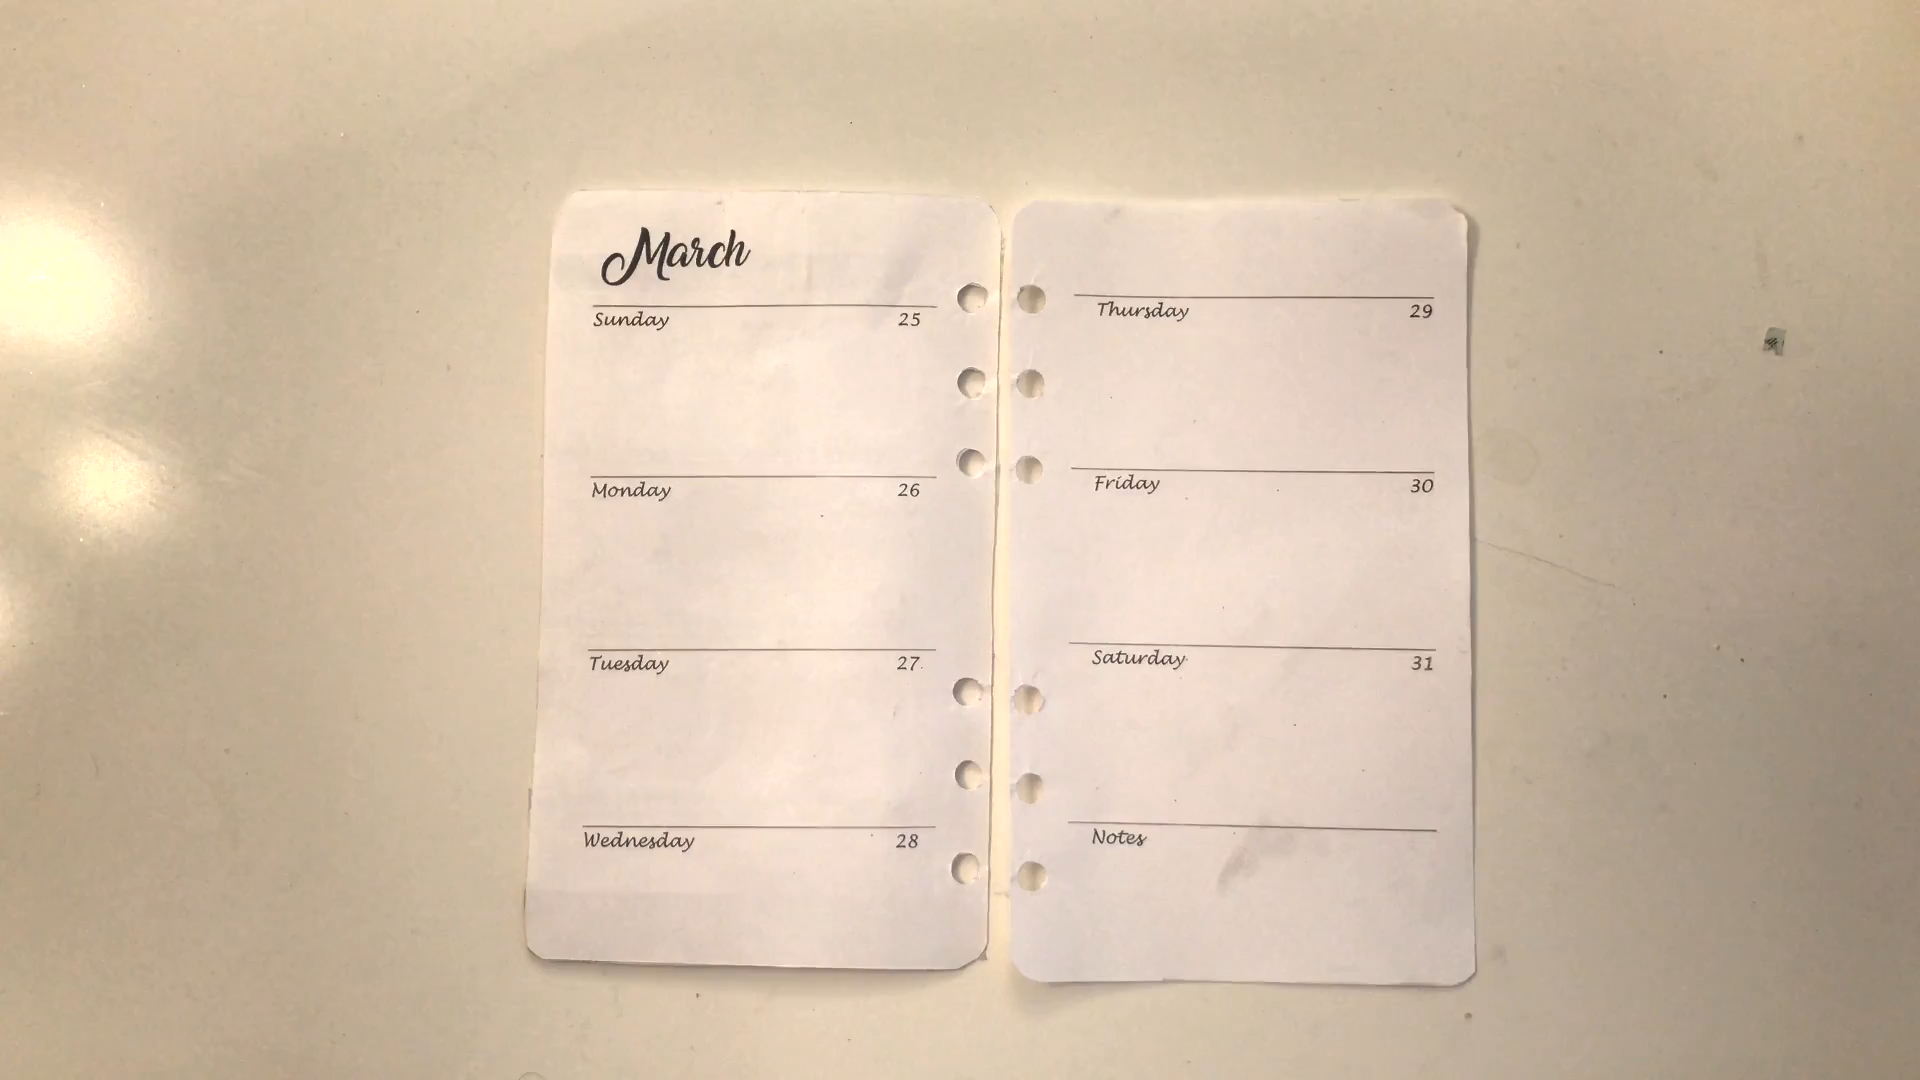 March
Sunday 25
Monday 26
Tuesday 27
Wednesday 28
Thursday 29
Friday 30
Saturday 31
Notes